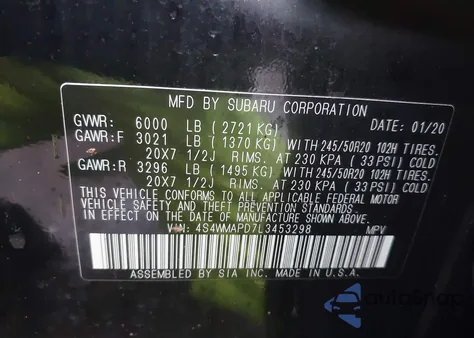 MFD BY SUBARU CORPORATION
GVWR: 6000 LB (2721 KG) DATE: 01/20
GAWR:F 3021 LB (1370 KG) WITH 245/50R20 102H TIRES.
20X7 1/2J RIMS. AT 230 KPA (33 PSI) COLD
GAWR:R 3296 LB (1495 KG) WITH 245/50R20 102H TIRES.
20X7 1/2J RIMS. AT 230 KPA (33 PSI) COLD
THIS VEHICLE CONFORMS TO ALL APPLICABLE FEDERAL MOTOR
VEHICLE SAFETY AND THEFT PREVENTION STANDARDS IN EFFECT
ON THE DATE OF MANUFACTURE SHOWN ABOVE.
VIN: 4S4WMAPD7L3453298 MPV
ASSEMBLED BY SIA INC. MADE IN U.S.A.
autoSnap